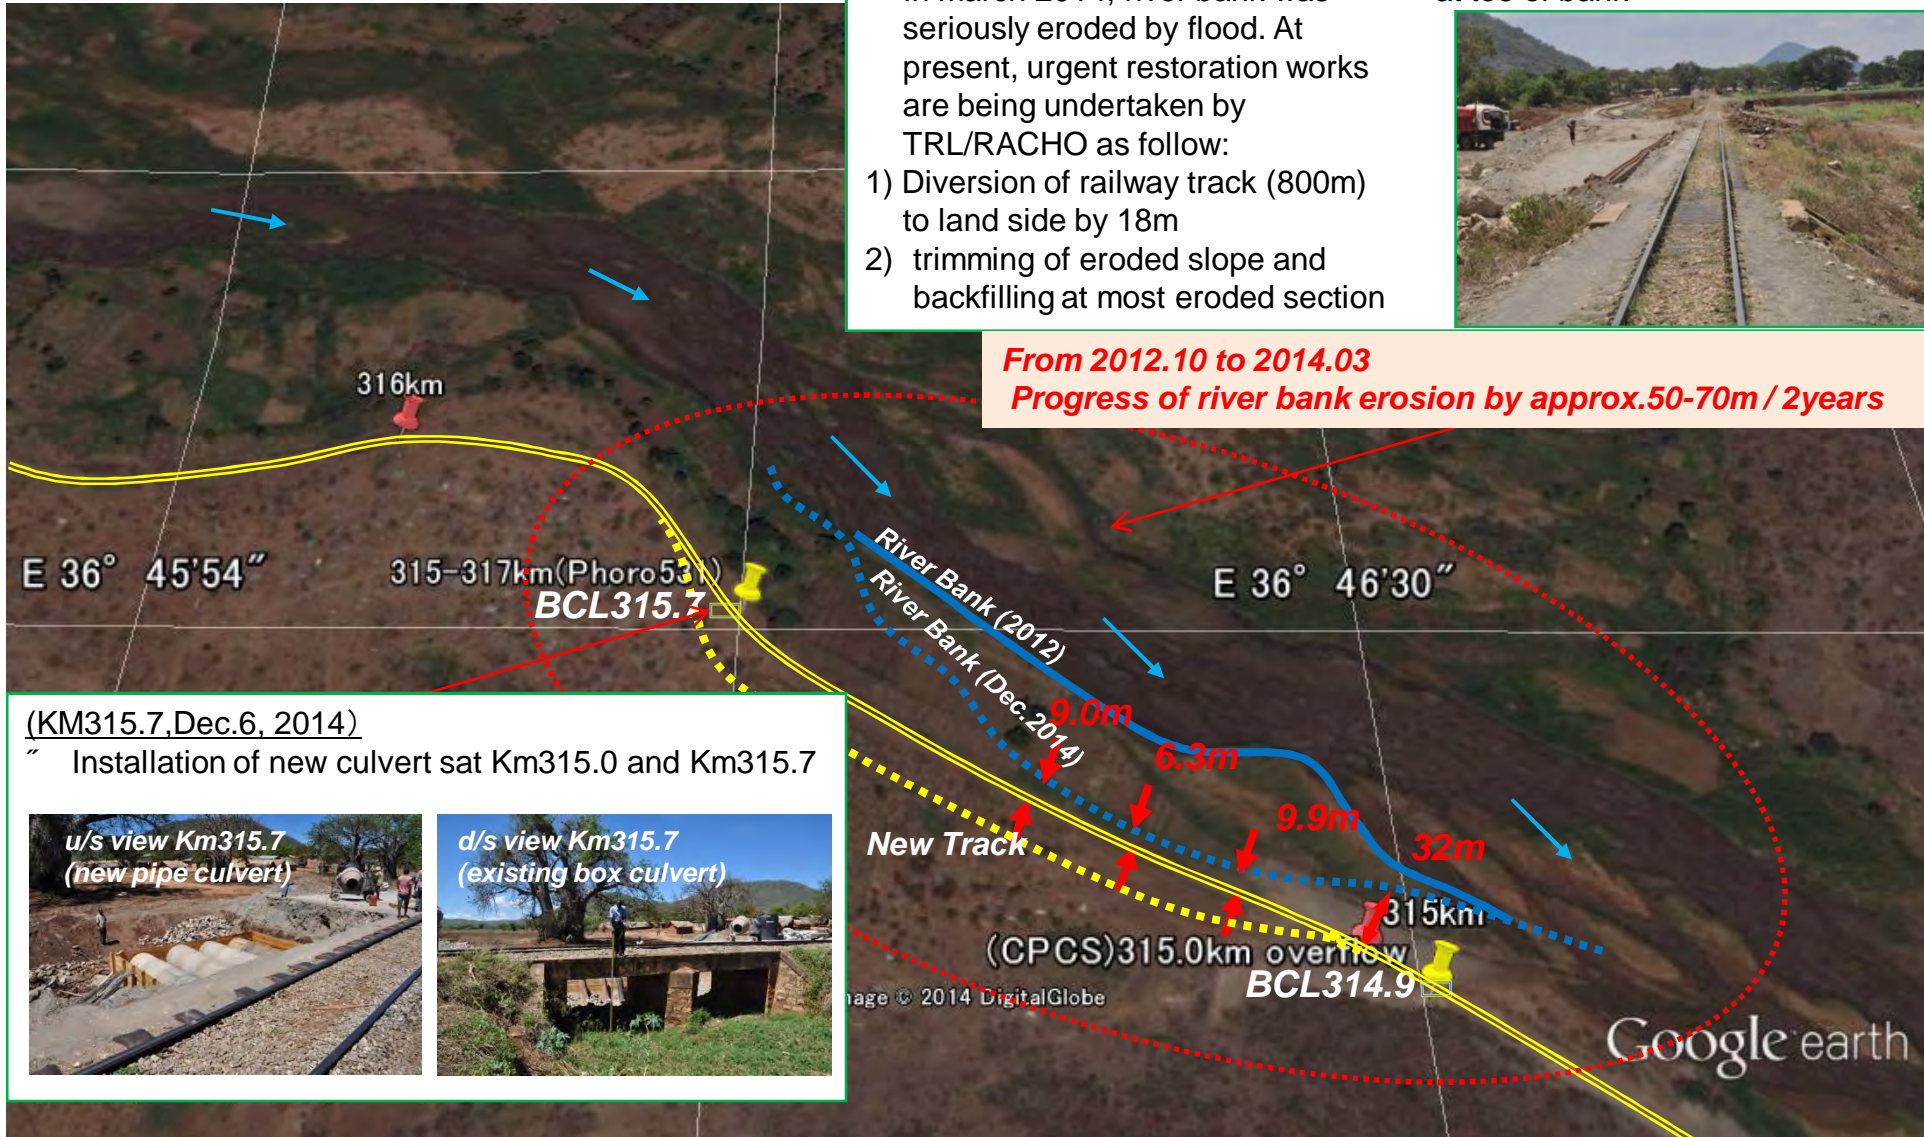 seriously eroded by flood. At
present, urgent restoration works
are being undertaken by
TRL/RACHO as follow:
1) Diversion of railway track (800m)
to land side by 18m
2) trimming of eroded slope and
backfilling at most eroded section
From 2012.10 to 2014.03
Progress of river bank erosion by approx.50-70m / 2years
316km
E 36° 45'54″
315-317km(Phoro531)
BCL315.7
River Bank (2012)
River Bank (Dec.2014)
E 36° 46'30″
9.0m
6.3m
9.9m
32m
New Track
315km
(CPCS)315.0km overflow
BCL314.9
age © 2014 DigitalGlobe
Google earth
(KM315.7,Dec.6, 2014)
˝ Installation of new culvert sat Km315.0 and Km315.7
u/s view Km315.7
(new pipe culvert)
d/s view Km315.7
(existing box culvert)